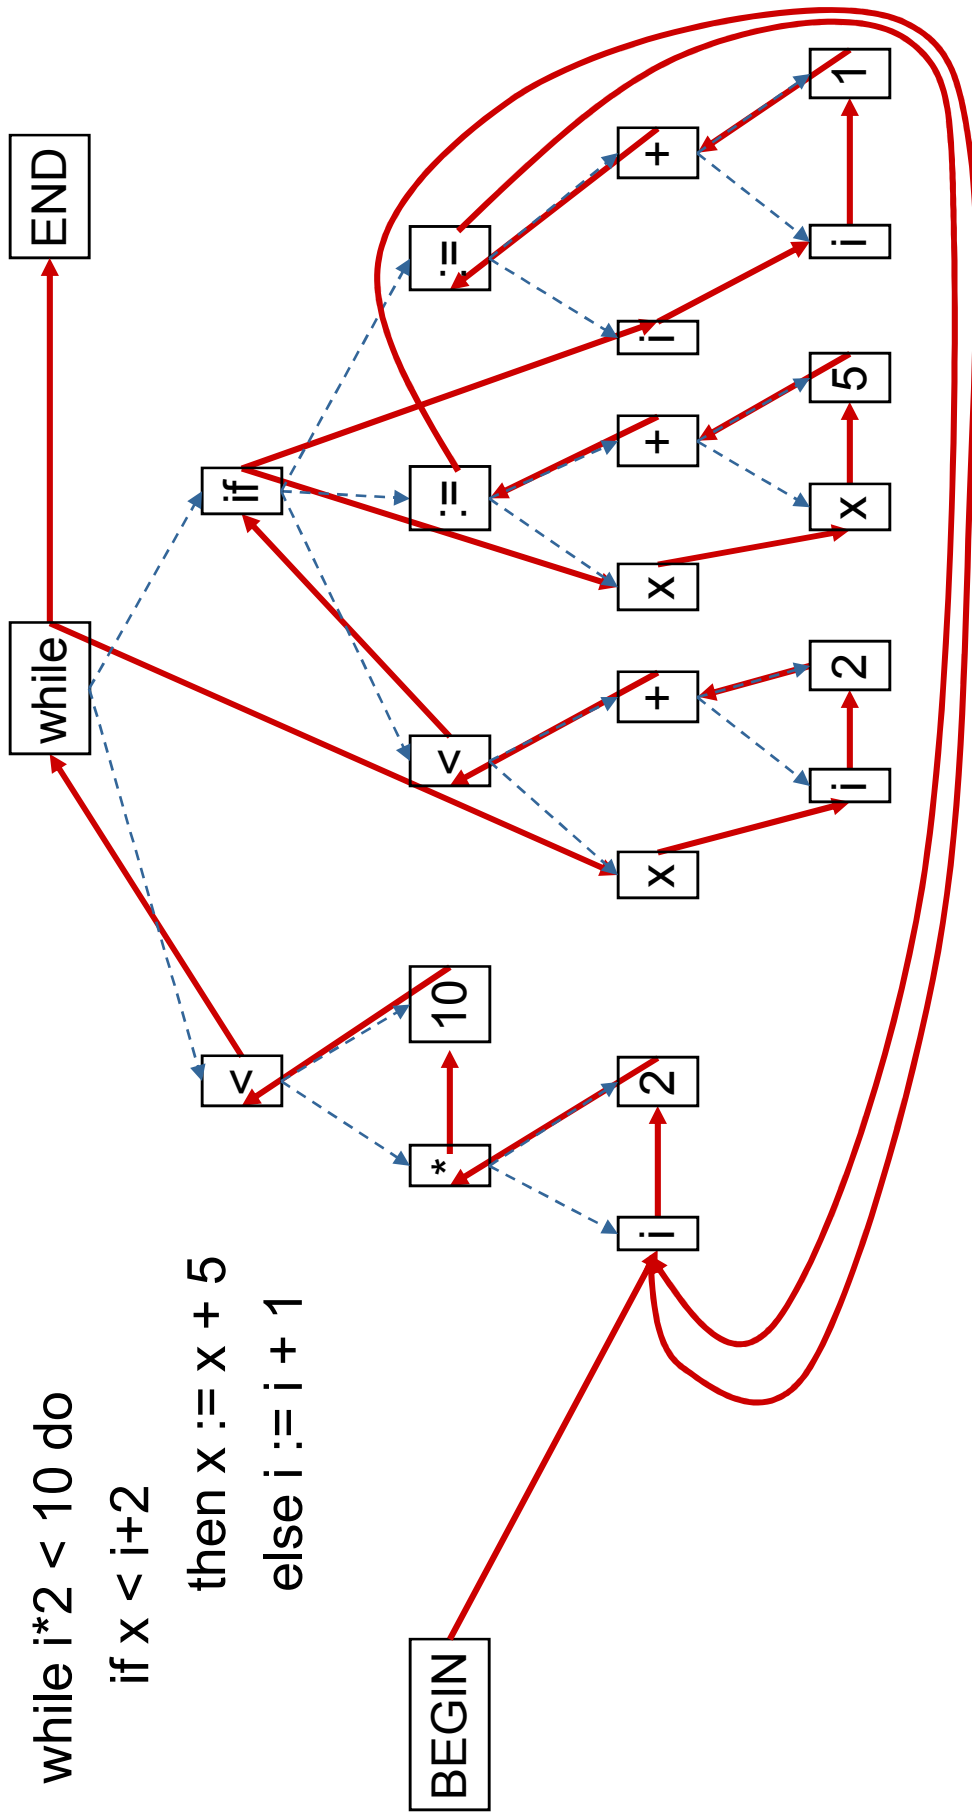 while i*2 < 10 do
if x < i+2
then x := x + 5
else i := i + 1
while
END
<
if
BEGIN
*
10
<
:=
:=
i
2
x
+
x
+
i
+
i
2
x
5
i
1